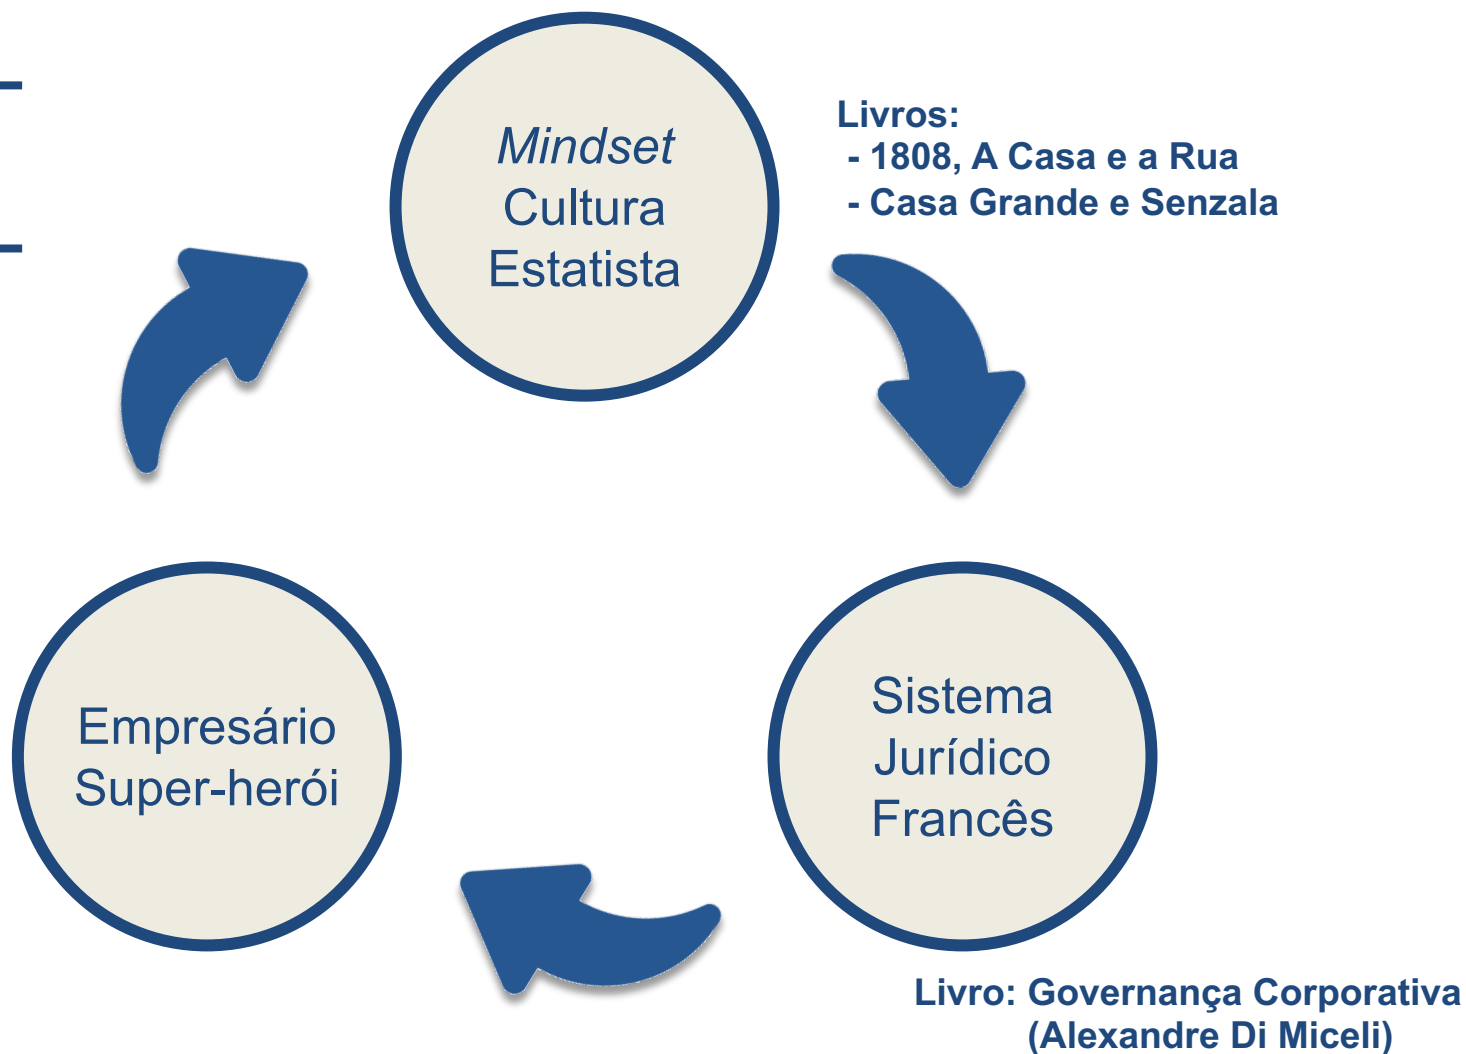 Mindset
Cultura
Estatista
Livros:
- 1808, A Casa e a Rua
- Casa Grande e Senzala
Empresário
Super-herói
Sistema
Jurídico
Francês
Livro: Governança Corporativa
(Alexandre Di Miceli)